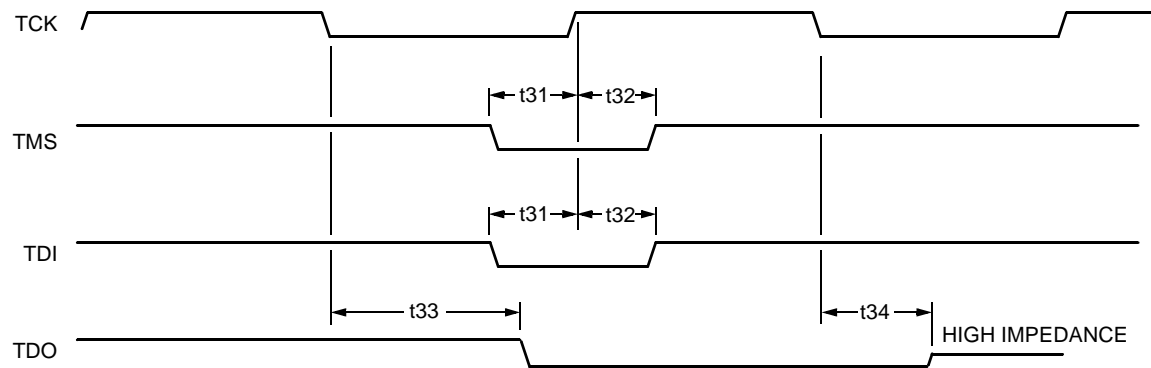 TCK
t31 t32
TMS
t31 t32
TDI
t33 t34
HIGH IMPEDANCE
TDO